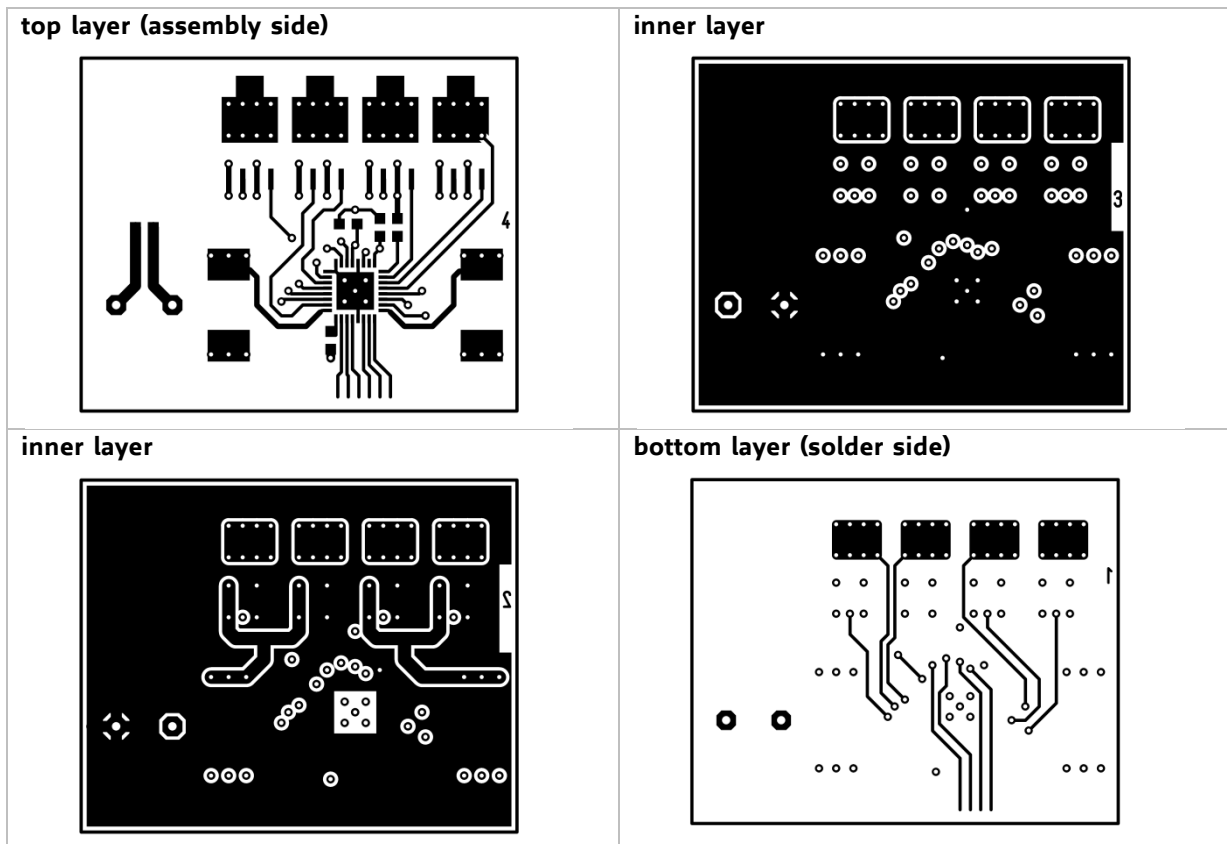 top layer (assembly side)
inner layer
4
3
inner layer
bottom layer (solder side)
2
1